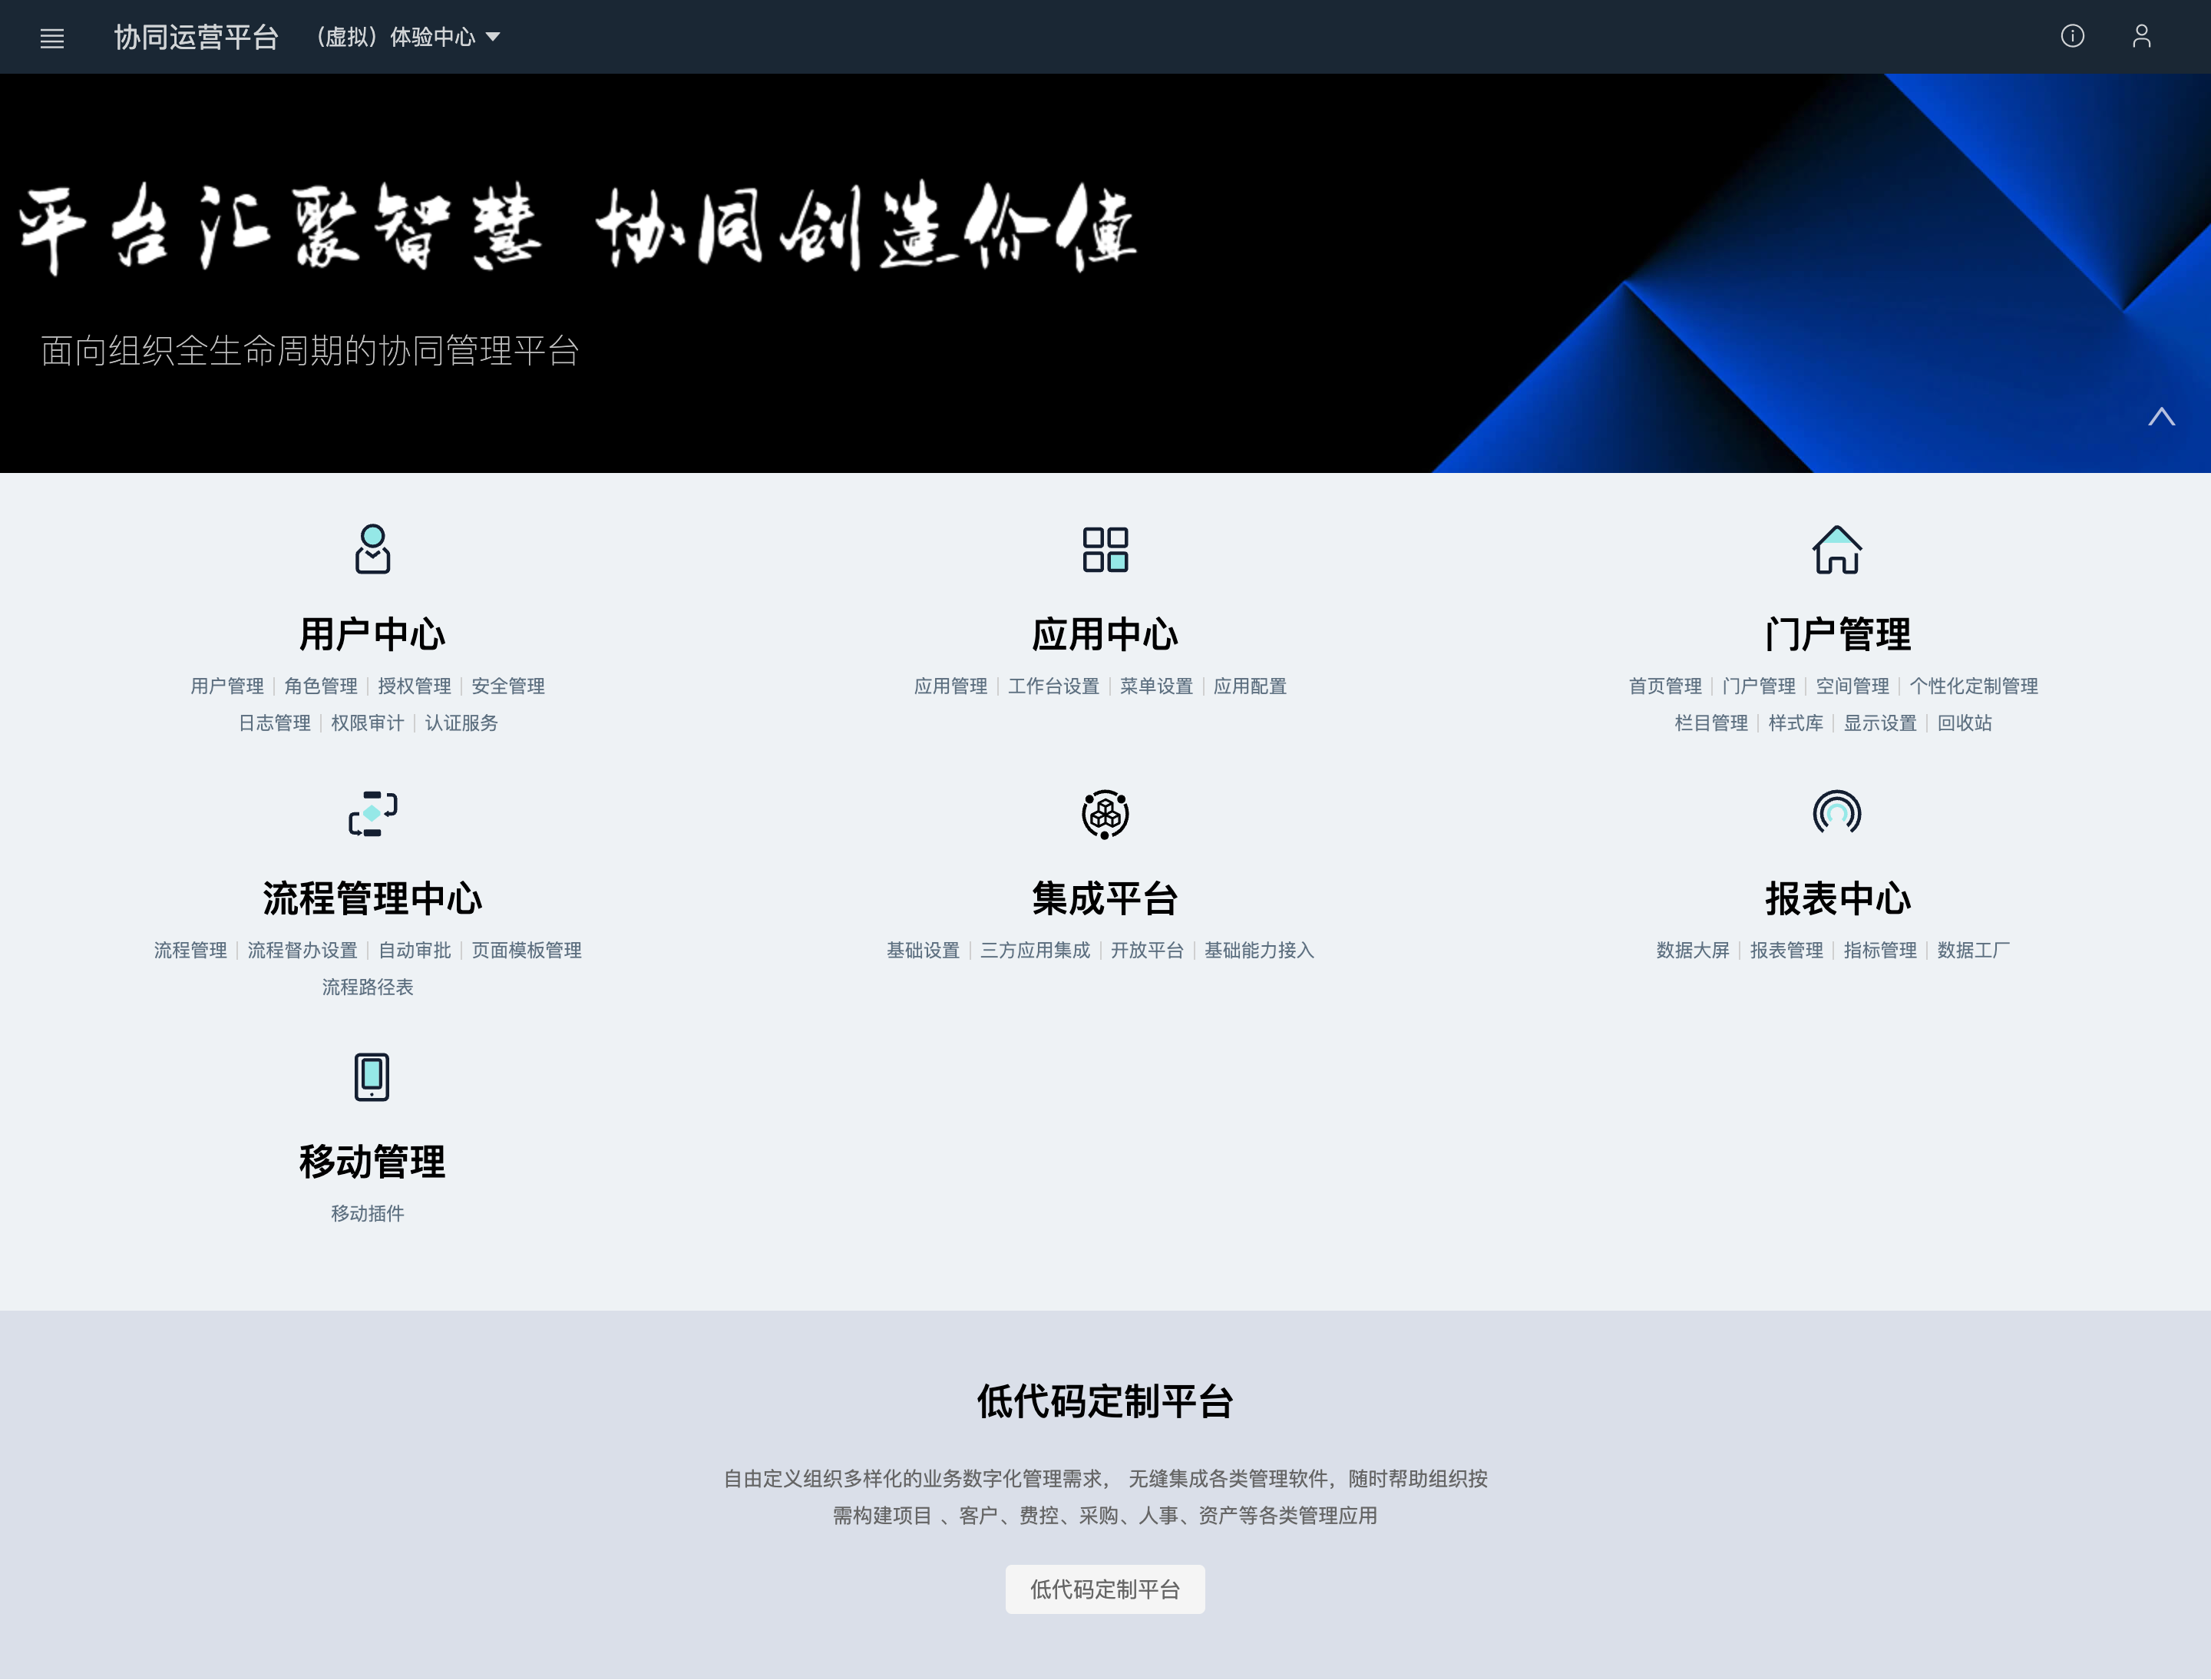 协同运营平台 （虚拟）体验中心
平台汇聚智慧 协同创造价值
面向组织全生命周期的协同管理平台
用户中心
用户管理 | 角色管理 | 授权管理 | 安全管理
日志管理 | 权限审计 | 认证服务
应用中心
应用管理 | 工作台设置 | 菜单设置 | 应用配置
门户管理
首页管理 | 门户管理 | 空间管理 | 个性化定制管理
栏目管理 | 样式库 | 显示设置 | 回收站
流程管理中心
流程管理 | 流程督办设置 | 自动审批 | 页面模板管理
流程路径表
集成平台
基础设置 | 三方应用集成 | 开放平台 | 基础能力接入
报表中心
数据大屏 | 报表管理 | 指标管理 | 数据工厂
移动管理
移动插件
低代码定制平台
自由定义组织多样化的业务数字化管理需求， 无缝集成各类管理软件，随时帮助组织按
需构建项目 、客户、费控、采购、人事、资产等各类管理应用
低代码定制平台